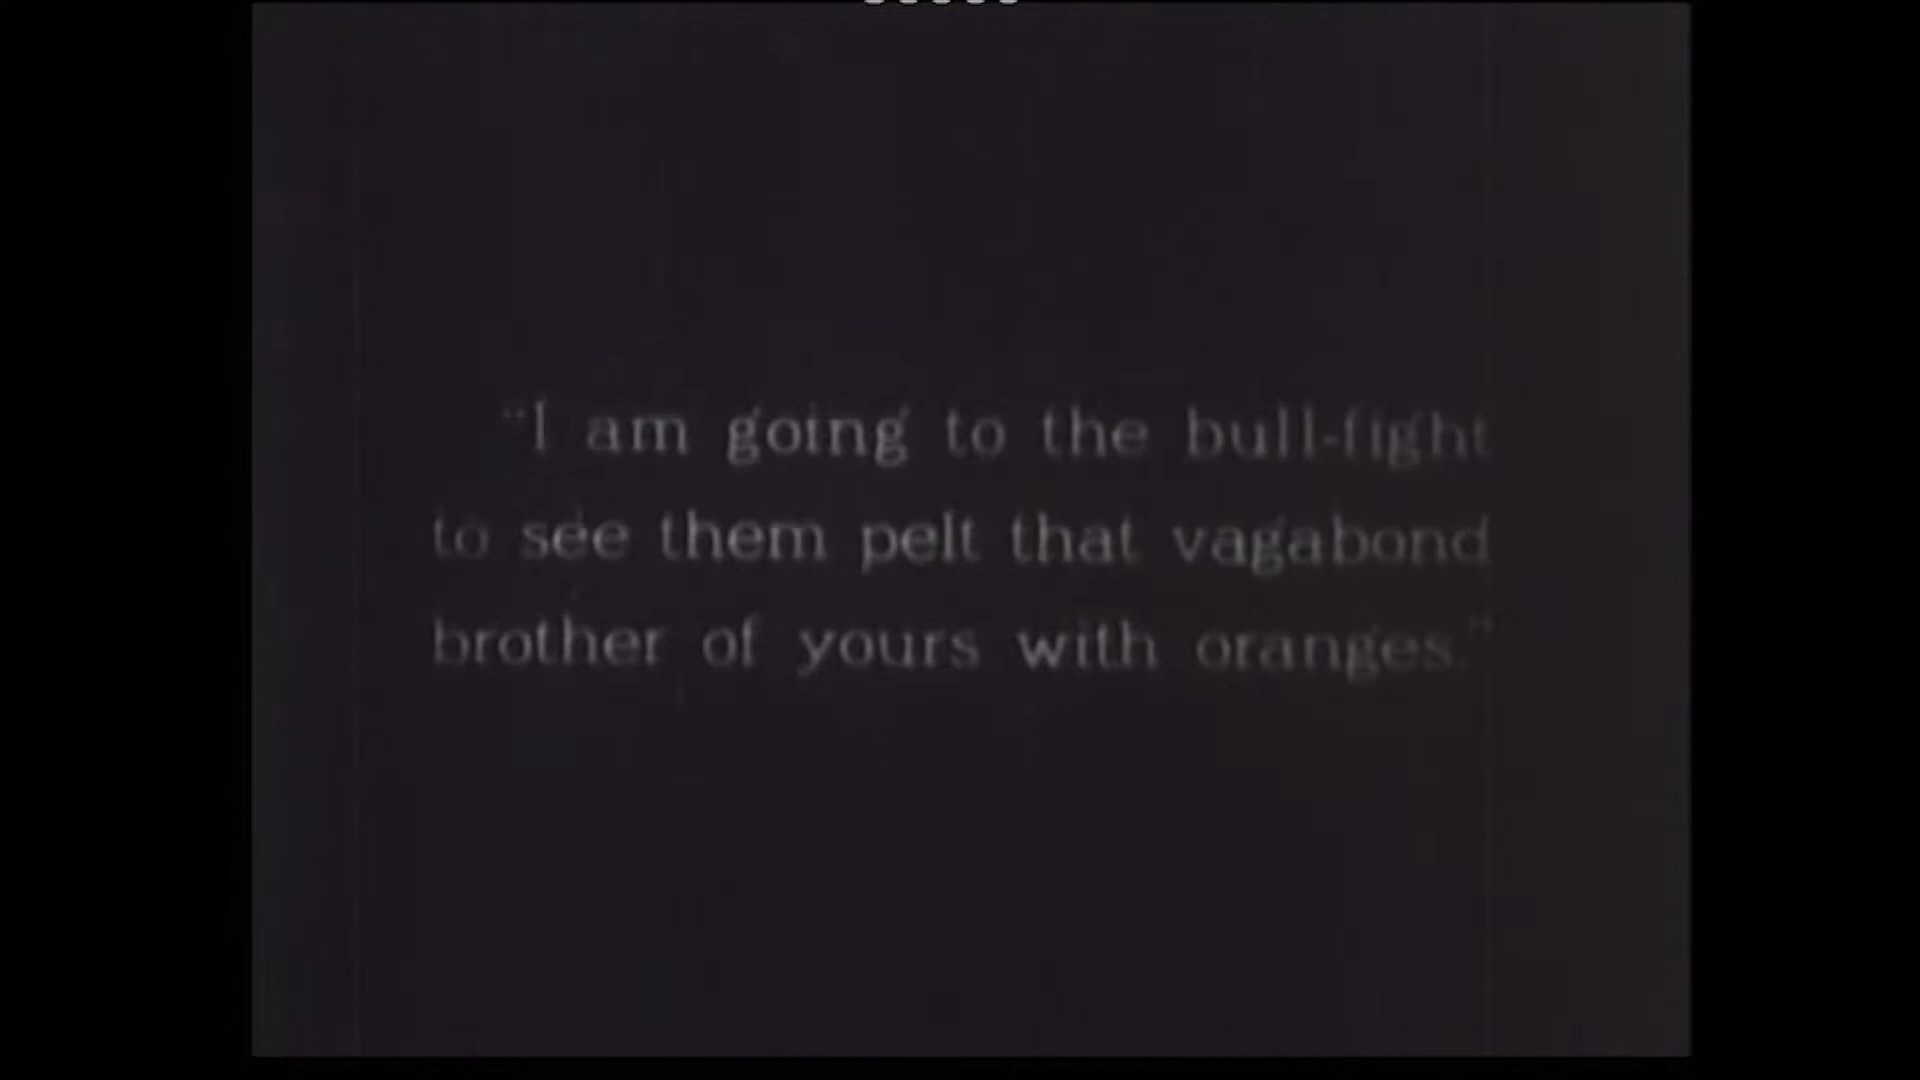 "I am going to the bull-fight
to see them pelt that vagabond
brother of yours with oranges."